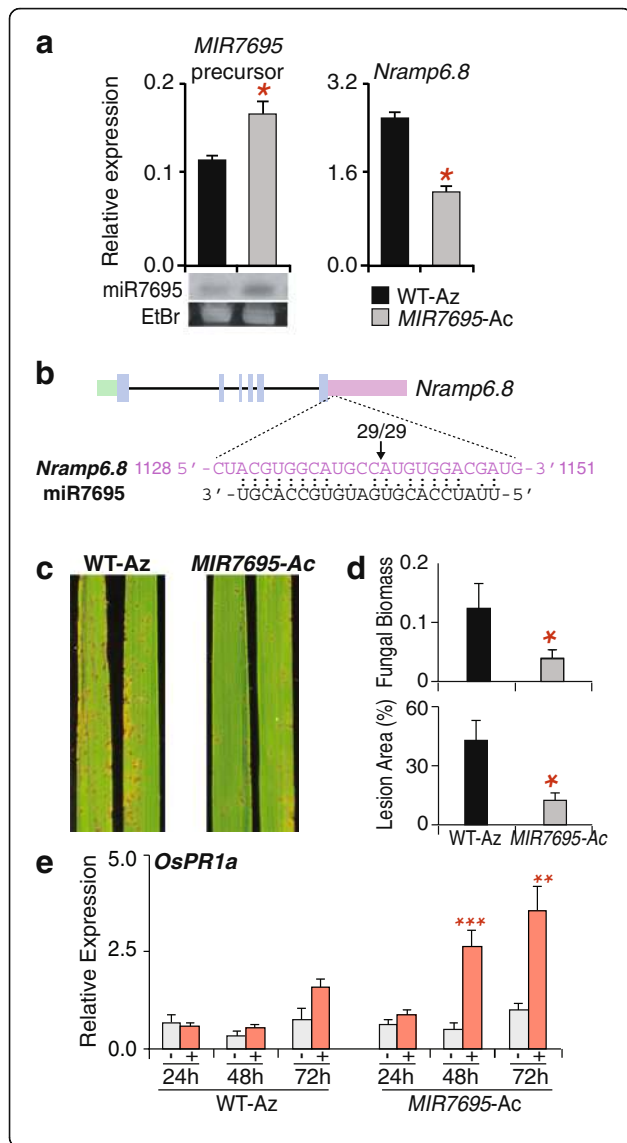 a
MIR7695 precursor
Nramp6.8
Relative expression
0.2
0.1
0.0
*
3.2
1.6
0.0
*
miR7695
EtBr
WT-Az
MIR7695-Ac
b
Nramp6.8
29/29
Nramp6.8 1128 5'-CUACGUGGCAUGCCAUGUGGACGAUG-3' 1151
miR7695 3'-UGCACCGUGUAGUGCACCUAUU-5'
c
WT-Az
MIR7695-Ac
d
Fungal Biomass
0.2
0.1
0
*
Lesion Area (%)
60
30
0
*
WT-Az
MIR7695-Ac
e
OsPR1a
Relative Expression
5.0
2.5
0.0
***
**
- + - + - + - + - + - +
24h 48h 72h 24h 48h 72h
WT-Az MIR7695-Ac